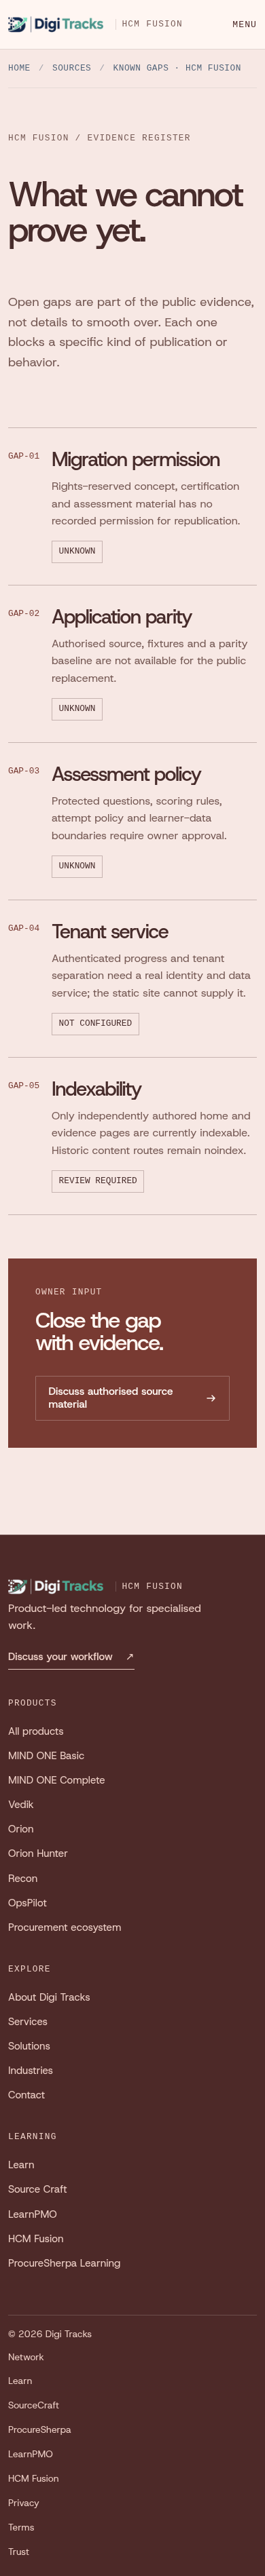 Digi Tracks HCM FUSION MENU
HOME / SOURCES / KNOWN GAPS · HCM FUSION
HCM FUSION / EVIDENCE REGISTER
What we cannot
prove yet.
Open gaps are part of the public evidence,
not details to smooth over. Each one
blocks a specific kind of publication or
behavior.
GAP-01 Migration permission
Rights-reserved concept, certification
and assessment material has no
recorded permission for republication.
UNKNOWN
GAP-02 Application parity
Authorised source, fixtures and a parity
baseline are not available for the public
replacement.
UNKNOWN
GAP-03 Assessment policy
Protected questions, scoring rules,
attempt policy and learner-data
boundaries require owner approval.
UNKNOWN
GAP-04 Tenant service
Authenticated progress and tenant
separation need a real identity and data
service; the static site cannot supply it.
NOT CONFIGURED
GAP-05 Indexability
Only independently authored home and
evidence pages are currently indexable.
Historic content routes remain noindex.
REVIEW REQUIRED
OWNER INPUT
Close the gap
with evidence.
Discuss authorised source
material →
Digi Tracks HCM FUSION
Product-led technology for specialised
work.
Discuss your workflow ↗
PRODUCTS
All products
MIND ONE Basic
MIND ONE Complete
Vedik
Orion
Orion Hunter
Recon
OpsPilot
Procurement ecosystem
EXPLORE
About Digi Tracks
Services
Solutions
Industries
Contact
LEARNING
Learn
Source Craft
LearnPMO
HCM Fusion
ProcureSherpa Learning
© 2026 Digi Tracks
Network
Learn
SourceCraft
ProcureSherpa
LearnPMO
HCM Fusion
Privacy
Terms
Trust